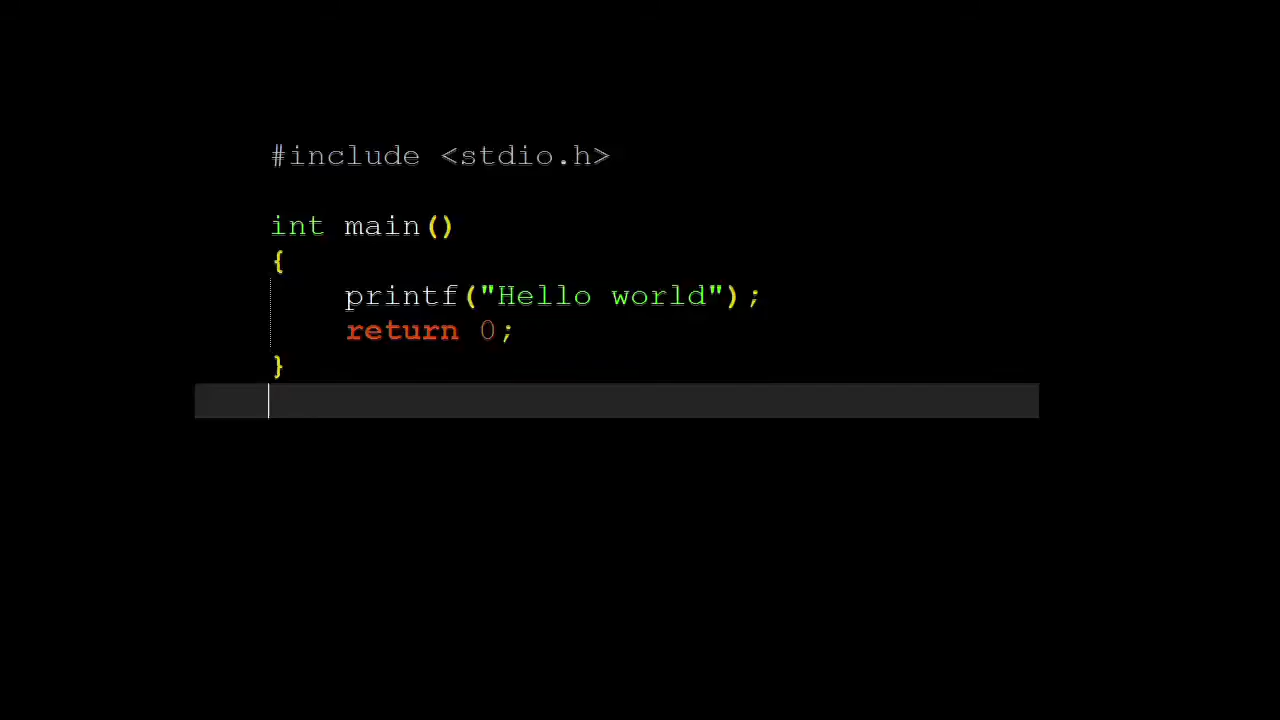 #include <stdio.h>
int main()
{
    printf("Hello world");
    return 0;
}